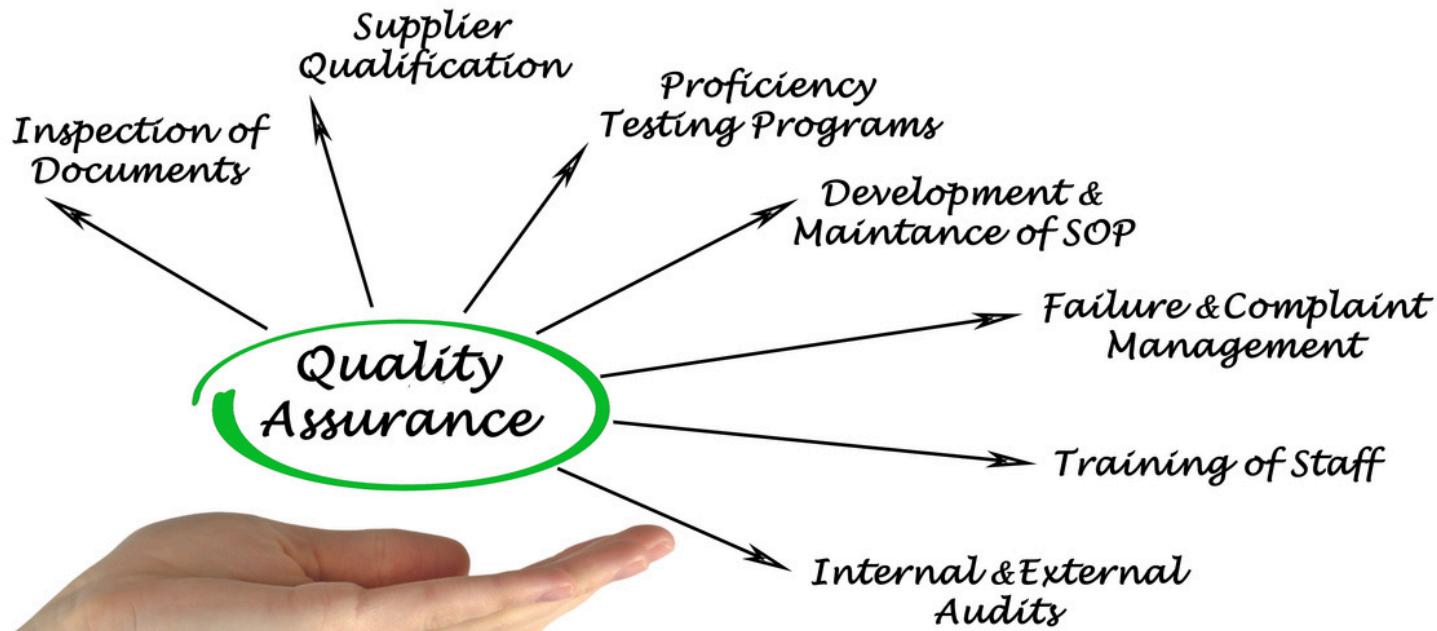 Supplier
Qualification
Proficiency
Testing Programs
Inspection of
Documents
Development &
Maintance of SOP
Failure &Complaint
Management
Quality
Assurance
Training of Staff
Internal &External
Audits